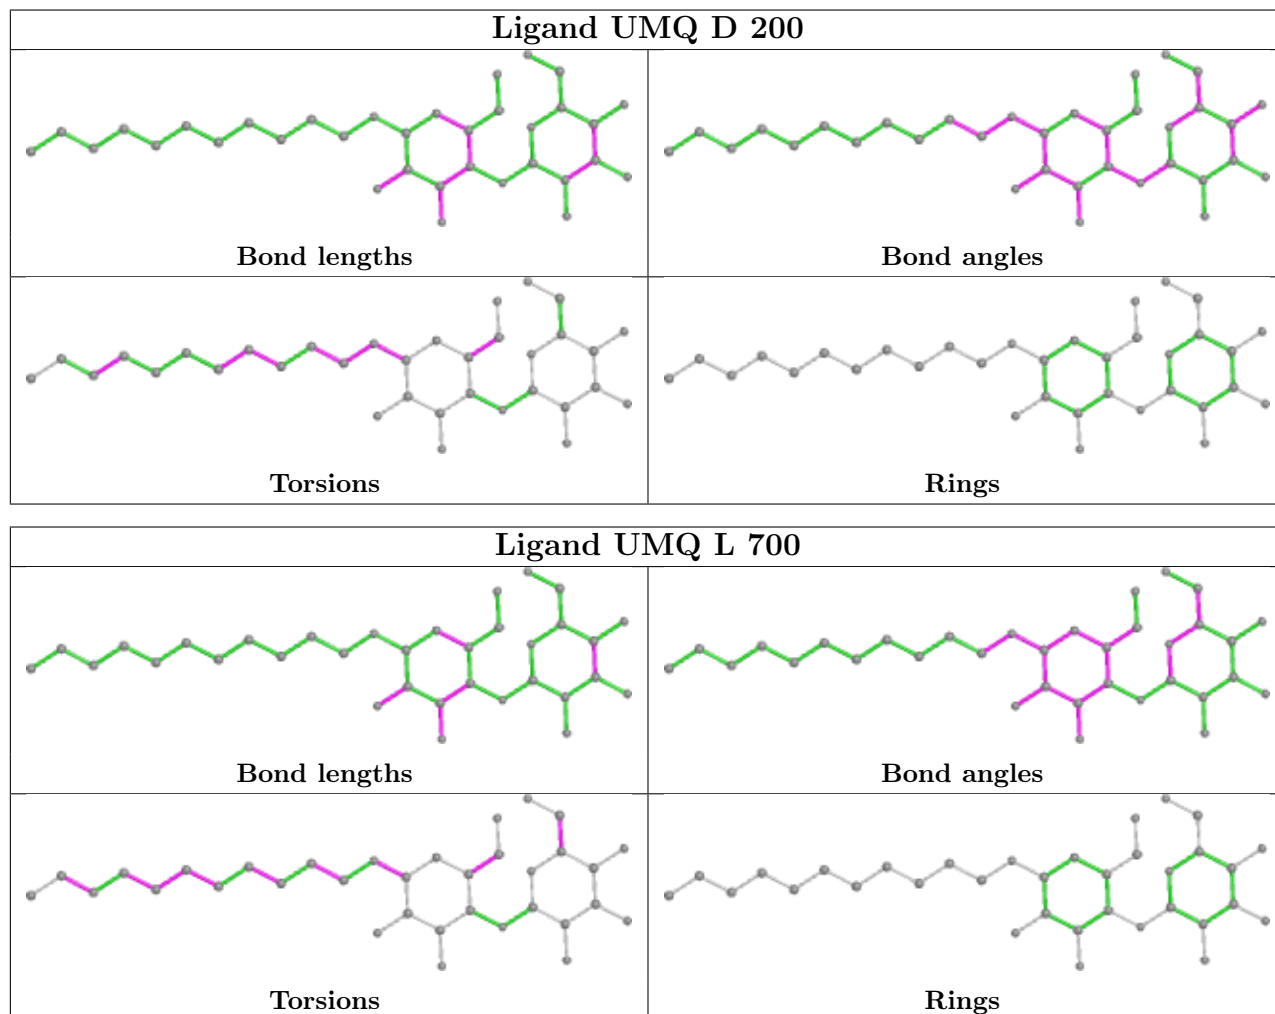 Ligand UMQ D 200
Bond lengths
Bond angles
Torsions
Rings
Ligand UMQ L 700
Bond lengths
Bond angles
Torsions
Rings